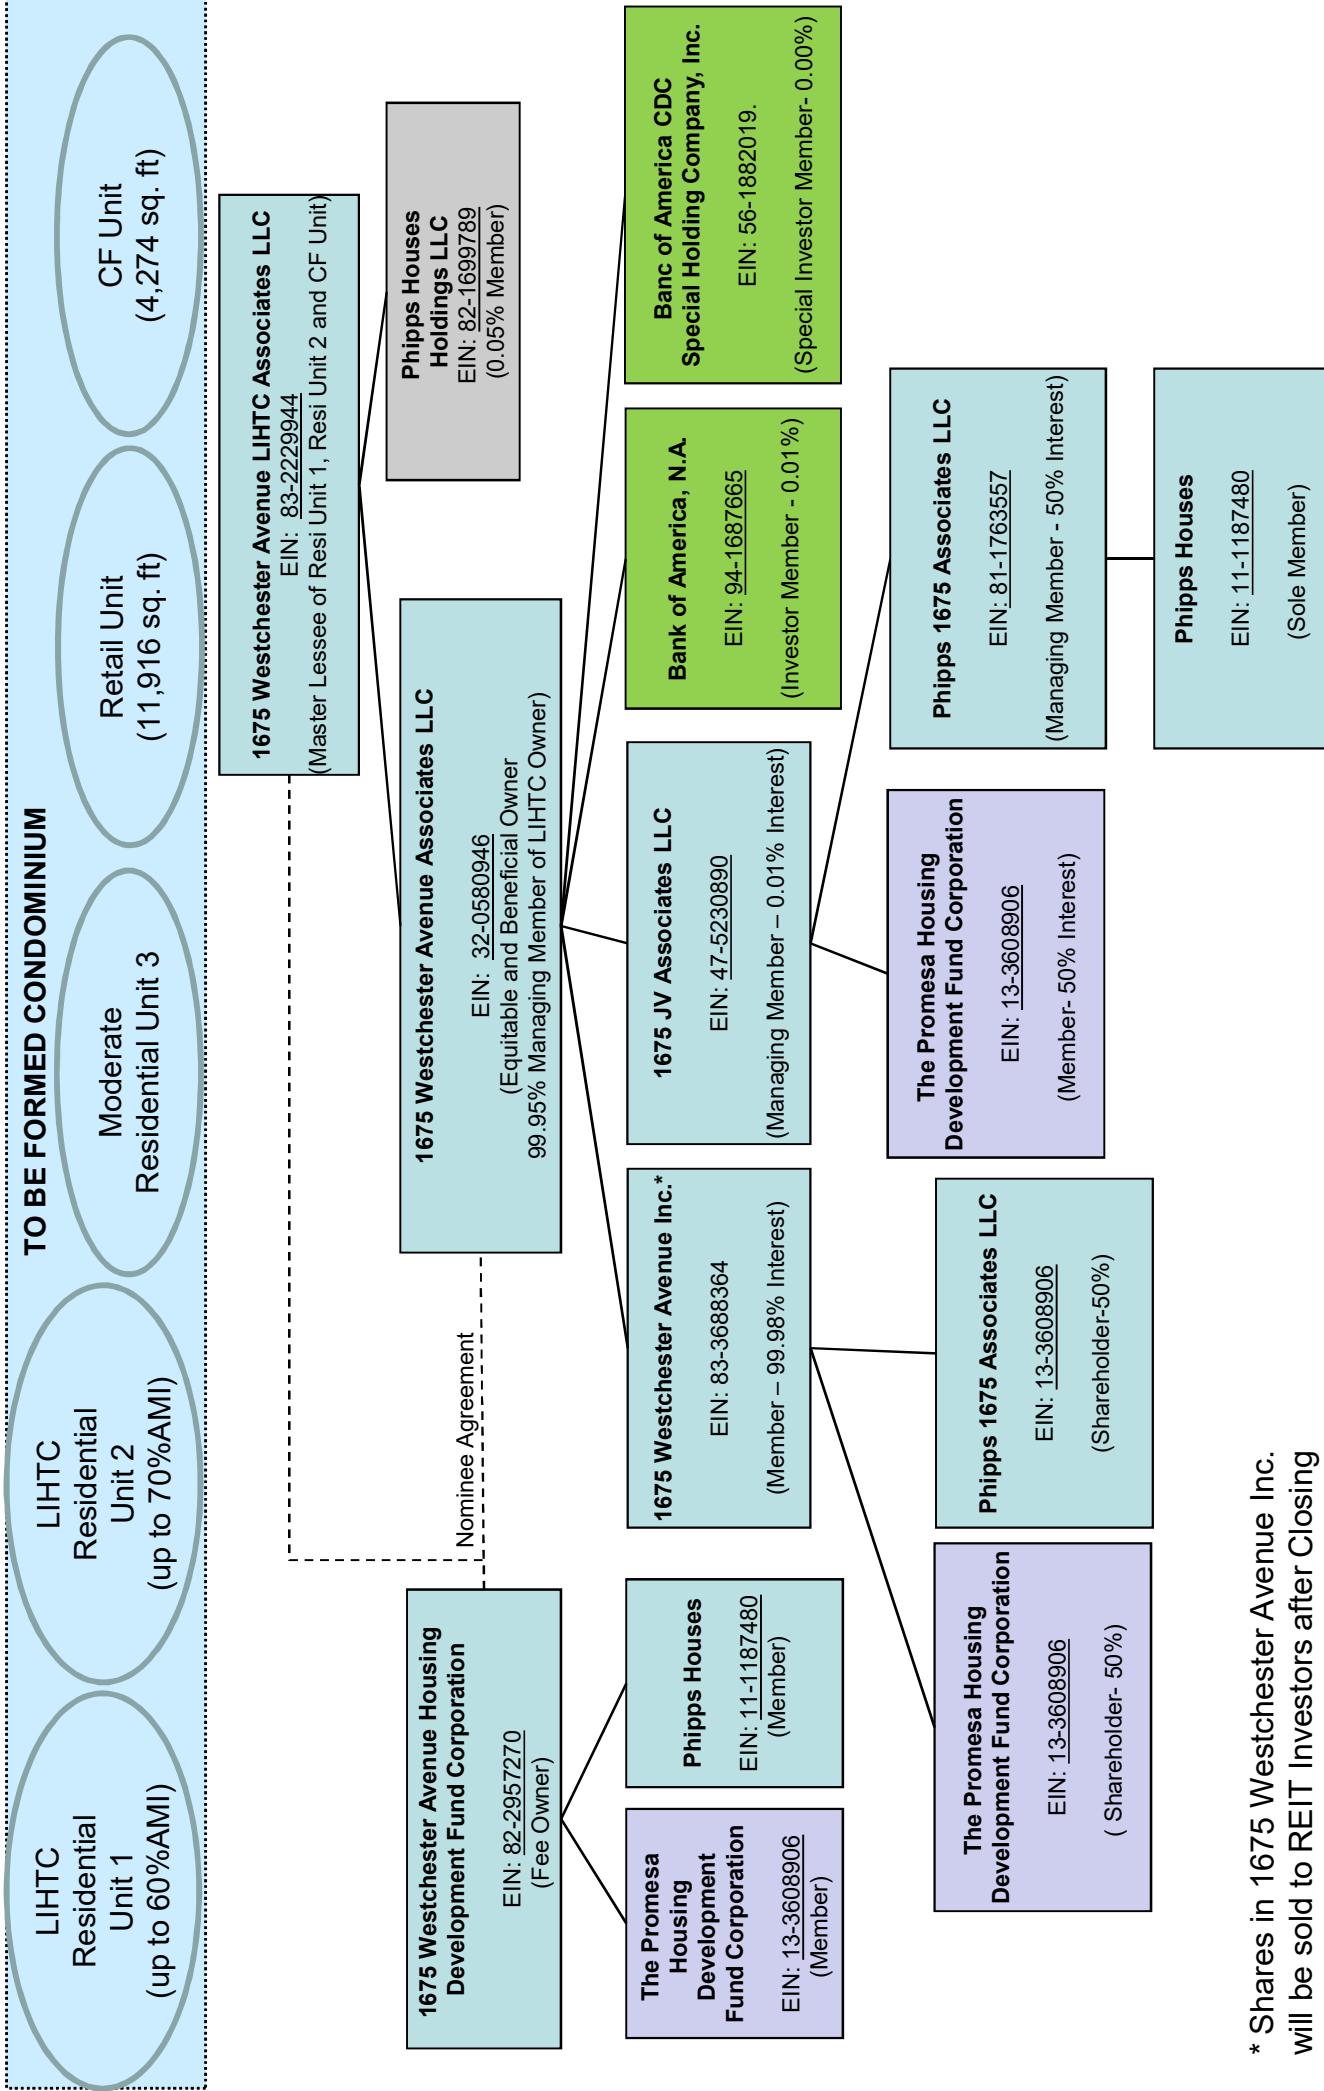 TO BE FORMED CONDOMINIUM
LIHTC
Residential
Unit 1
(up to 60%AMI)
LIHTC
Residential
Unit 2
(up to 70%AMI)
Moderate
Residential Unit 3
Retail Unit
(11,916 sq. ft)
CF Unit
(4,274 sq. ft)
1675 Westchester Avenue LIHTC Associates LLC
EIN: 83-2229944
(Master Lessee of Resi Unit 1, Resi Unit 2 and CF Unit)
1675 Westchester Avenue Housing
Development Fund Corporation
EIN: 82-2957270
(Fee Owner)
Nominee Agreement
1675 Westchester Avenue Associates LLC
EIN: 32-0580946
(Equitable and Beneficial Owner
99.95% Managing Member of LIHTC Owner)
Phipps Houses
Holdings LLC
EIN: 82-1699789
(0.05% Member)
The Promesa
Housing
Development
Fund Corporation
EIN: 13-3608906
(Member)
Phipps Houses
EIN: 11-1187480
(Member)
1675 Westchester Avenue Inc.*
EIN: 83-3688364
(Member – 99.98% Interest)
1675 JV Associates LLC
EIN: 47-5230890
(Managing Member – 0.01% Interest)
Bank of America, N.A.
EIN: 94-1687665
(Investor Member - 0.01%)
Banc of America CDC
Special Holding Company, Inc.
EIN: 56-1882019.
(Special Investor Member- 0.00%)
The Promesa Housing
Development Fund Corporation
EIN: 13-3608906
( Shareholder- 50%)
Phipps 1675 Associates LLC
EIN: 13-3608906
(Shareholder-50%)
The Promesa Housing
Development Fund Corporation
EIN: 13-3608906
(Member- 50% Interest)
Phipps 1675 Associates LLC
EIN: 81-1763557
(Managing Member - 50% Interest)
Phipps Houses
EIN: 11-1187480
(Sole Member)
* Shares in 1675 Westchester Avenue Inc.
will be sold to REIT Investors after Closing